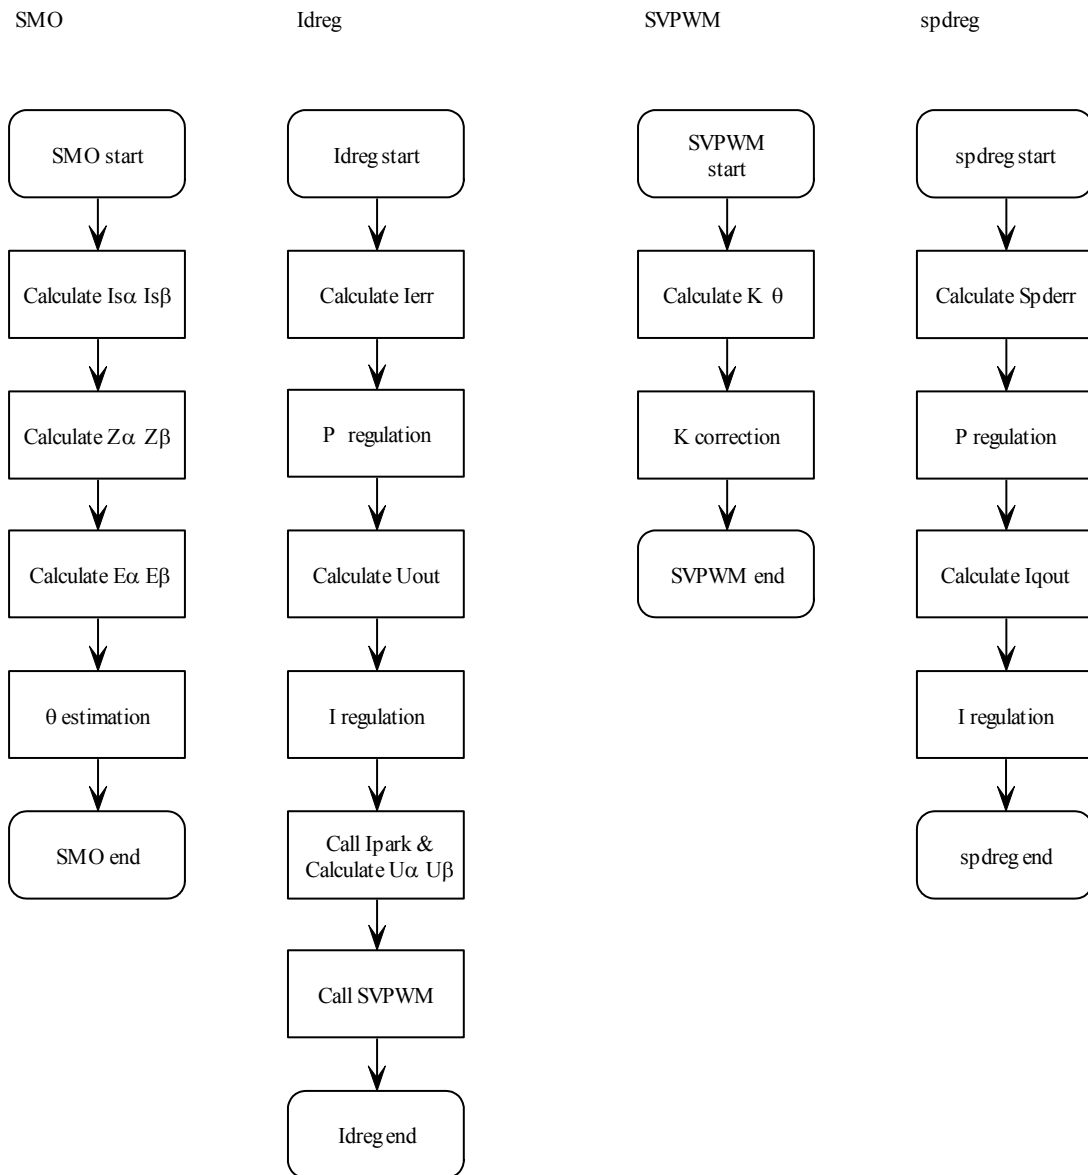 SMO
Idreg
SVPWM
spdreg
SMO start
Calculate Isα Isβ
Calculate Zα Zβ
Calculate Eα Eβ
θ estimation
SMO end
Idreg start
Calculate Ierr
P regulation
Calculate Uout
I regulation
Call Ipark &
Calculate Uα Uβ
Call SVPWM
Idreg end
SVPWM
start
Calculate K θ
K correction
SVPWM end
spdreg start
Calculate Spderr
P regulation
Calculate Iqout
I regulation
spdreg end